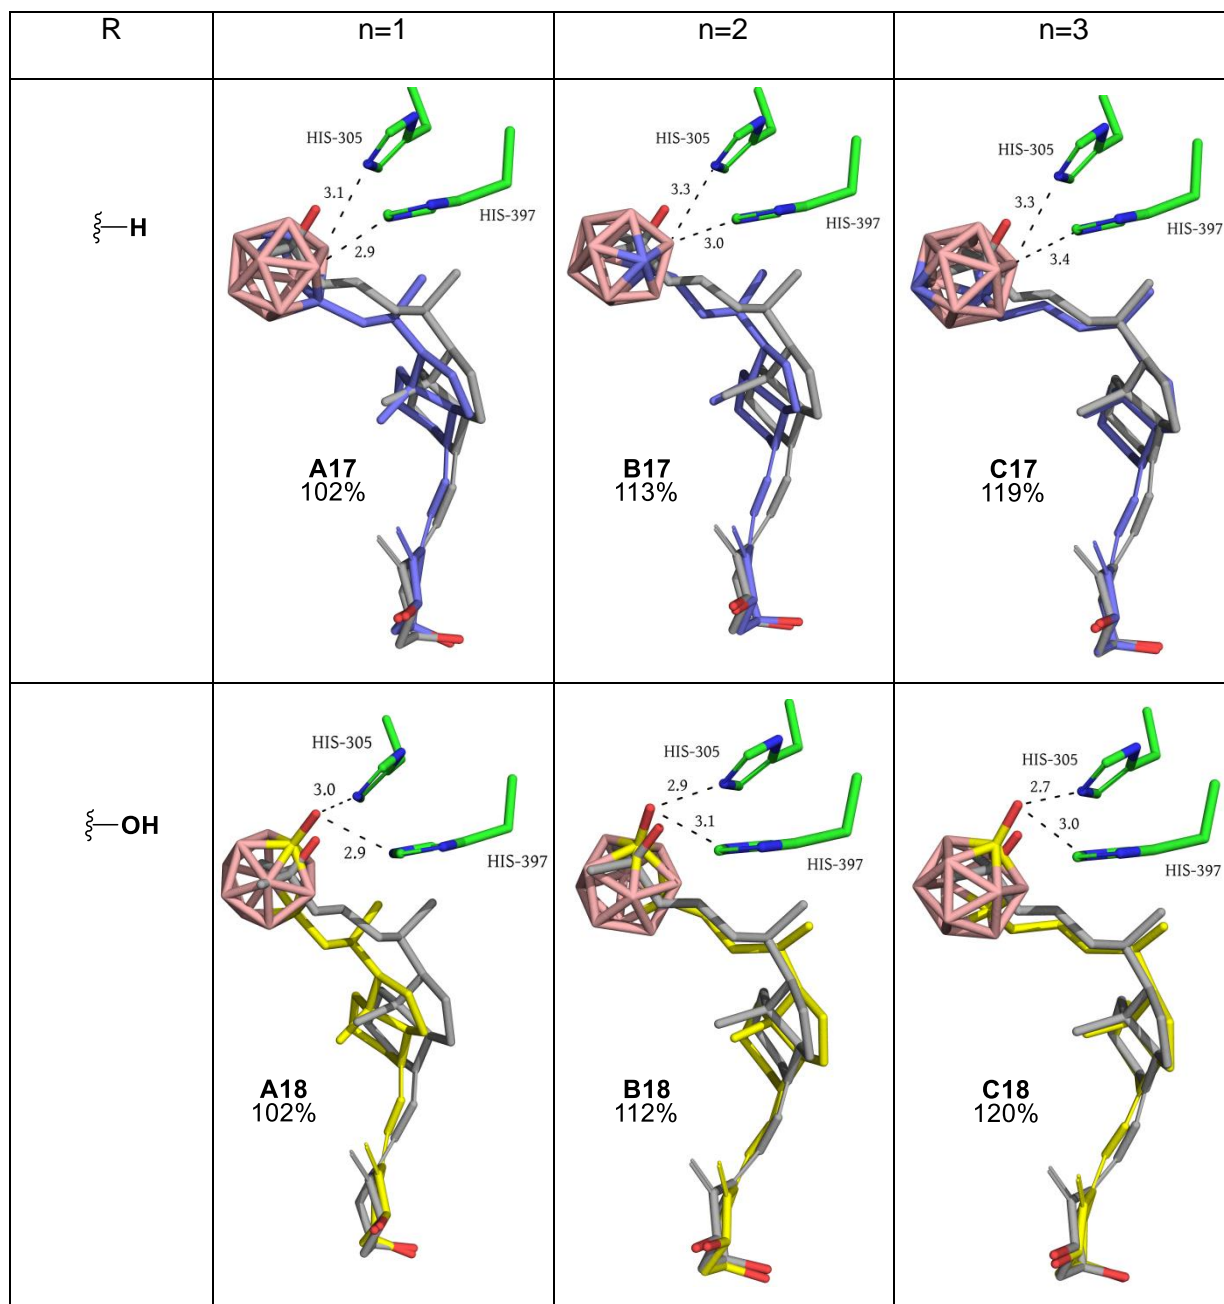 R n=1 n=2 n=3
H
HIS-305
3.1
HIS-397
2.9
A17
102%
HIS-305
3.3
HIS-397
3.0
B17
113%
HIS-305
3.3
HIS-397
3.4
C17
119%
OH
HIS-305
3.0
2.9
HIS-397
A18
102%
HIS-305
2.9
3.1
HIS-397
B18
112%
HIS-305
2.7
3.0
HIS-397
C18
120%